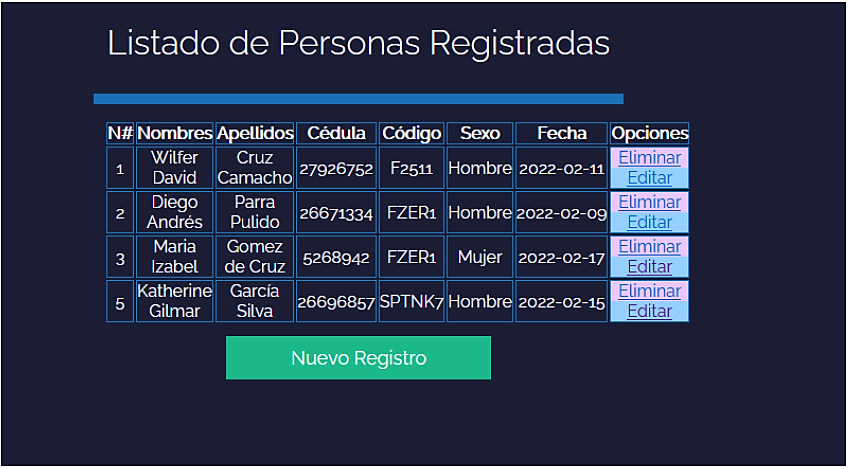 Listado de Personas Registradas
N# Nombres Apellidos Cédula Código Sexo Fecha Opciones
1 Wilfer David Cruz Camacho 27926752 F2511 Hombre 2022-02-11 Eliminar Editar
2 Diego Andrés Parra Pulido 26671334 FZER1 Hombre 2022-02-09 Eliminar Editar
3 Maria Izabel Gomez de Cruz 5268942 FZER1 Mujer 2022-02-17 Eliminar Editar
5 Katherine Gilmar García Silva 26696857 SPTNK7 Hombre 2022-02-15 Eliminar Editar
Nuevo Registro